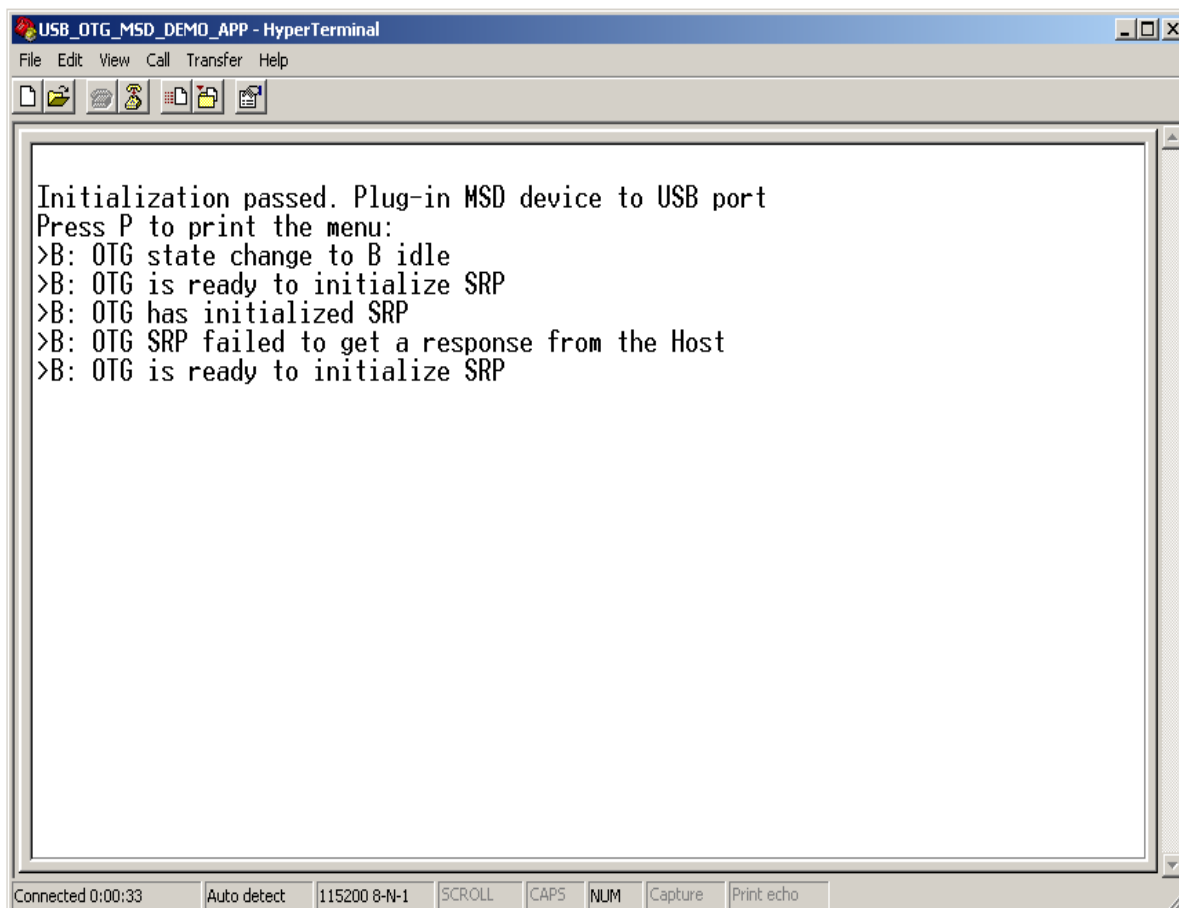 USB_OTG_MSD_DEMO_APP - HyperTerminal
File Edit View Call Transfer Help
Initialization passed. Plug-in MSD device to USB port
Press P to print the menu:
>B: OTG state change to B idle
>B: OTG is ready to initialize SRP
>B: OTG has initialized SRP
>B: OTG SRP failed to get a response from the Host
>B: OTG is ready to initialize SRP
Connected 0:00:33 Auto detect 115200 8-N-1 SCROLL CAPS NUM Capture Print echo